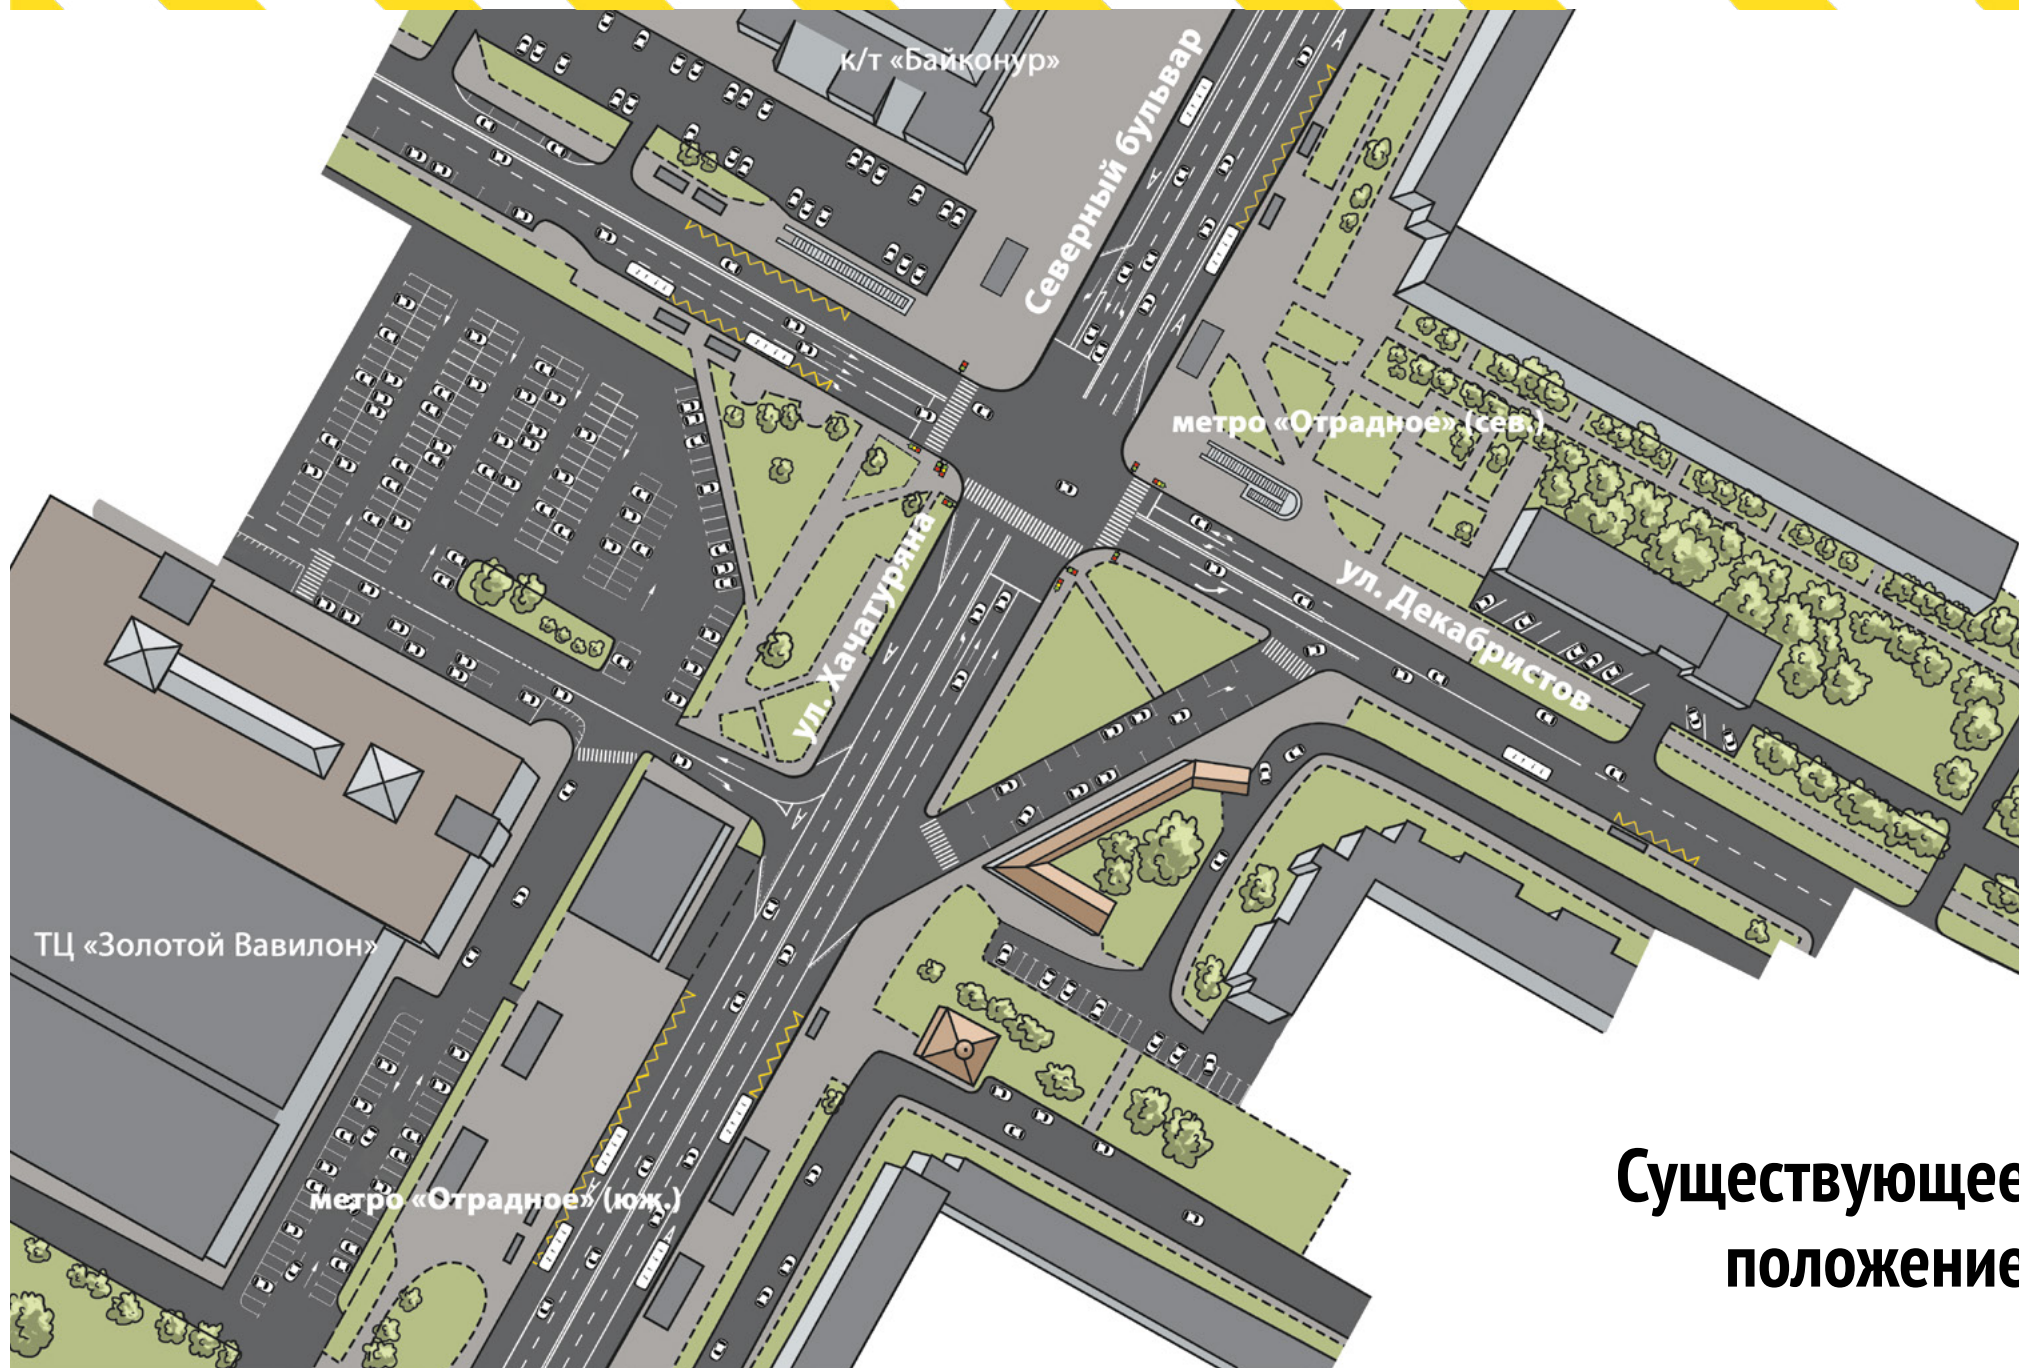 к/т «Байконур»
Северный бульвар
метро «Отрадное» (сев.)
ул. Хачатуряна
ул. Декабристов
ТЦ «Золотой Вавилон»
метро «Отрадное» (юж.)
Существующее
положение